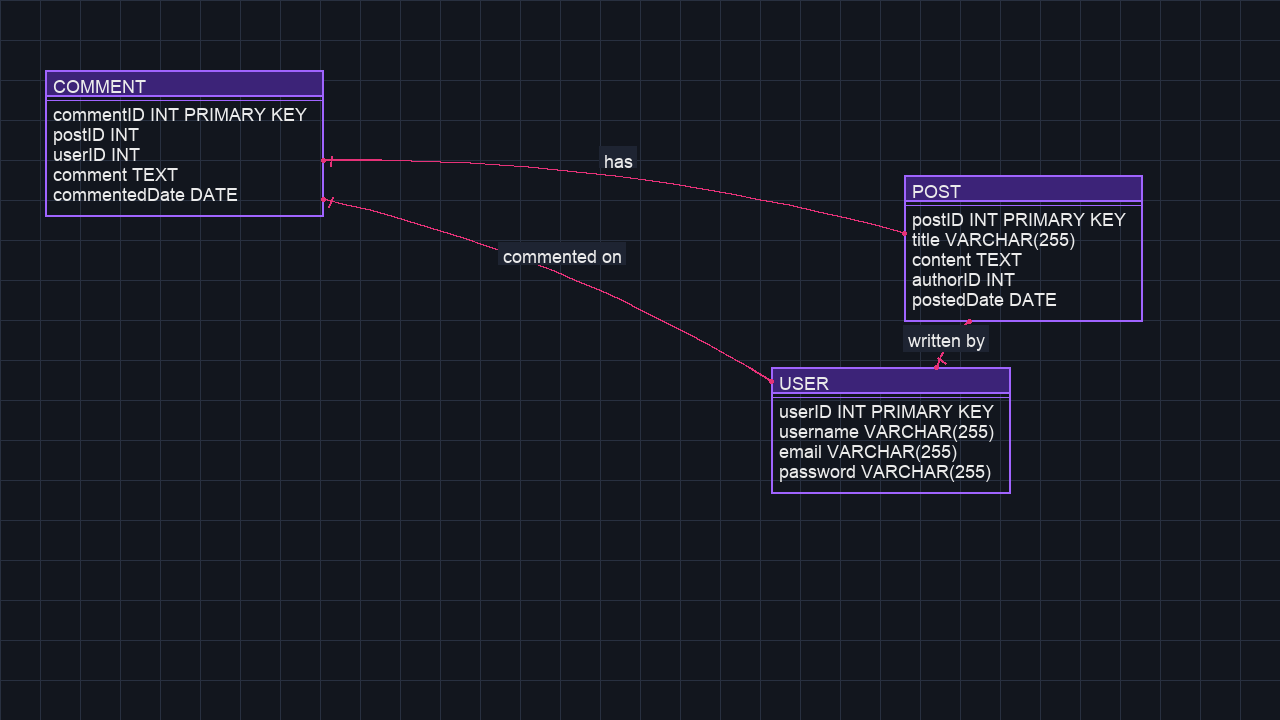 COMMENT
commentID INT PRIMARY KEY
postID INT
userID INT
comment TEXT
commentedDate DATE
has
commented on
POST
postID INT PRIMARY KEY
title VARCHAR(255)
content TEXT
authorID INT
postedDate DATE
written by
USER
userID INT PRIMARY KEY
username VARCHAR(255)
email VARCHAR(255)
password VARCHAR(255)